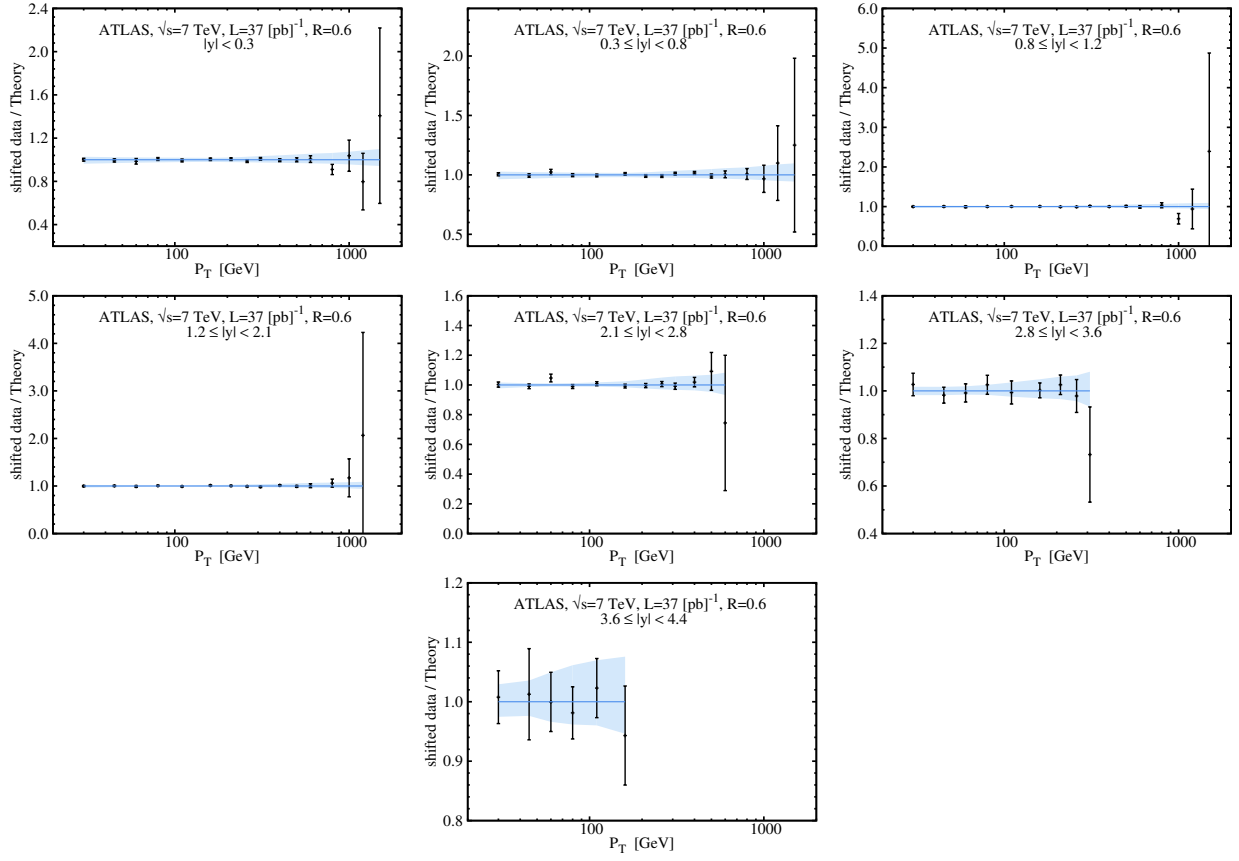 ATLAS, √s=7 TeV, L=37 [pb]⁻¹, R=0.6
|y| < 0.3
shifted data / Theory
2.4
2.0
1.6
1.2
0.8
0.4
100
1000
P_T [GeV]
ATLAS, √s=7 TeV, L=37 [pb]⁻¹, R=0.6
0.3 ≤ |y| < 0.8
shifted data / Theory
2.0
1.5
1.0
0.5
100
1000
P_T [GeV]
ATLAS, √s=7 TeV, L=37 [pb]⁻¹, R=0.6
0.8 ≤ |y| < 1.2
shifted data / Theory
6.0
5.0
4.0
3.0
2.0
1.0
0.0
100
1000
P_T [GeV]
ATLAS, √s=7 TeV, L=37 [pb]⁻¹, R=0.6
1.2 ≤ |y| < 2.1
shifted data / Theory
5.0
4.0
3.0
2.0
1.0
0.0
100
1000
P_T [GeV]
ATLAS, √s=7 TeV, L=37 [pb]⁻¹, R=0.6
2.1 ≤ |y| < 2.8
shifted data / Theory
1.6
1.4
1.2
1.0
0.8
0.6
0.4
0.2
0.0
100
1000
P_T [GeV]
ATLAS, √s=7 TeV, L=37 [pb]⁻¹, R=0.6
2.8 ≤ |y| < 3.6
shifted data / Theory
1.4
1.2
1.0
0.8
0.6
0.4
100
1000
P_T [GeV]
ATLAS, √s=7 TeV, L=37 [pb]⁻¹, R=0.6
3.6 ≤ |y| < 4.4
shifted data / Theory
1.2
1.1
1.0
0.9
0.8
100
1000
P_T [GeV]